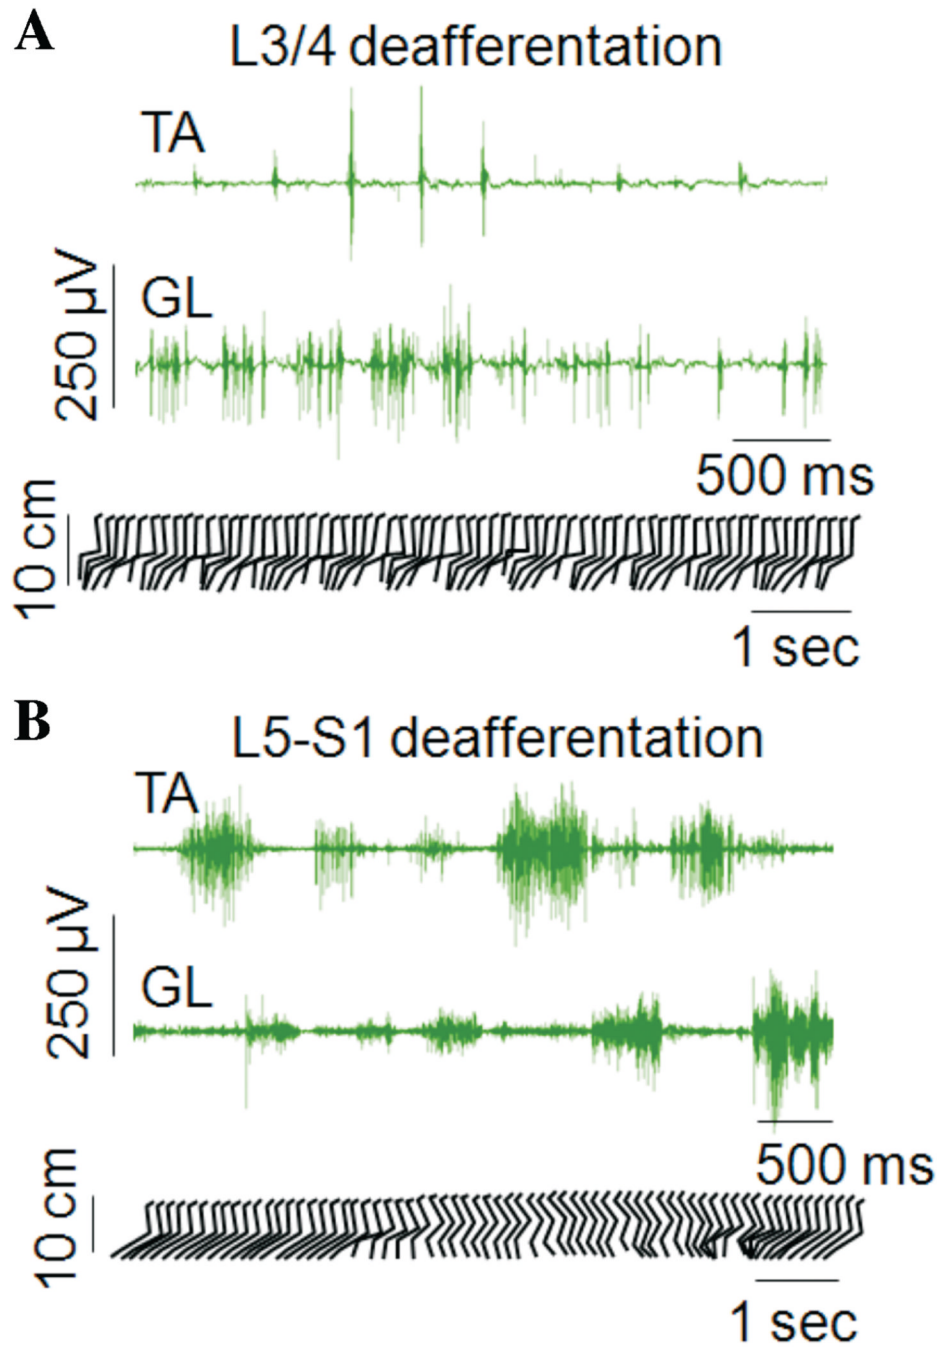 A
L3/4 deafferentation
TA
GL
250 µV
500 ms
10 cm
1 sec
B
L5-S1 deafferentation
TA
GL
250 µV
500 ms
10 cm
1 sec